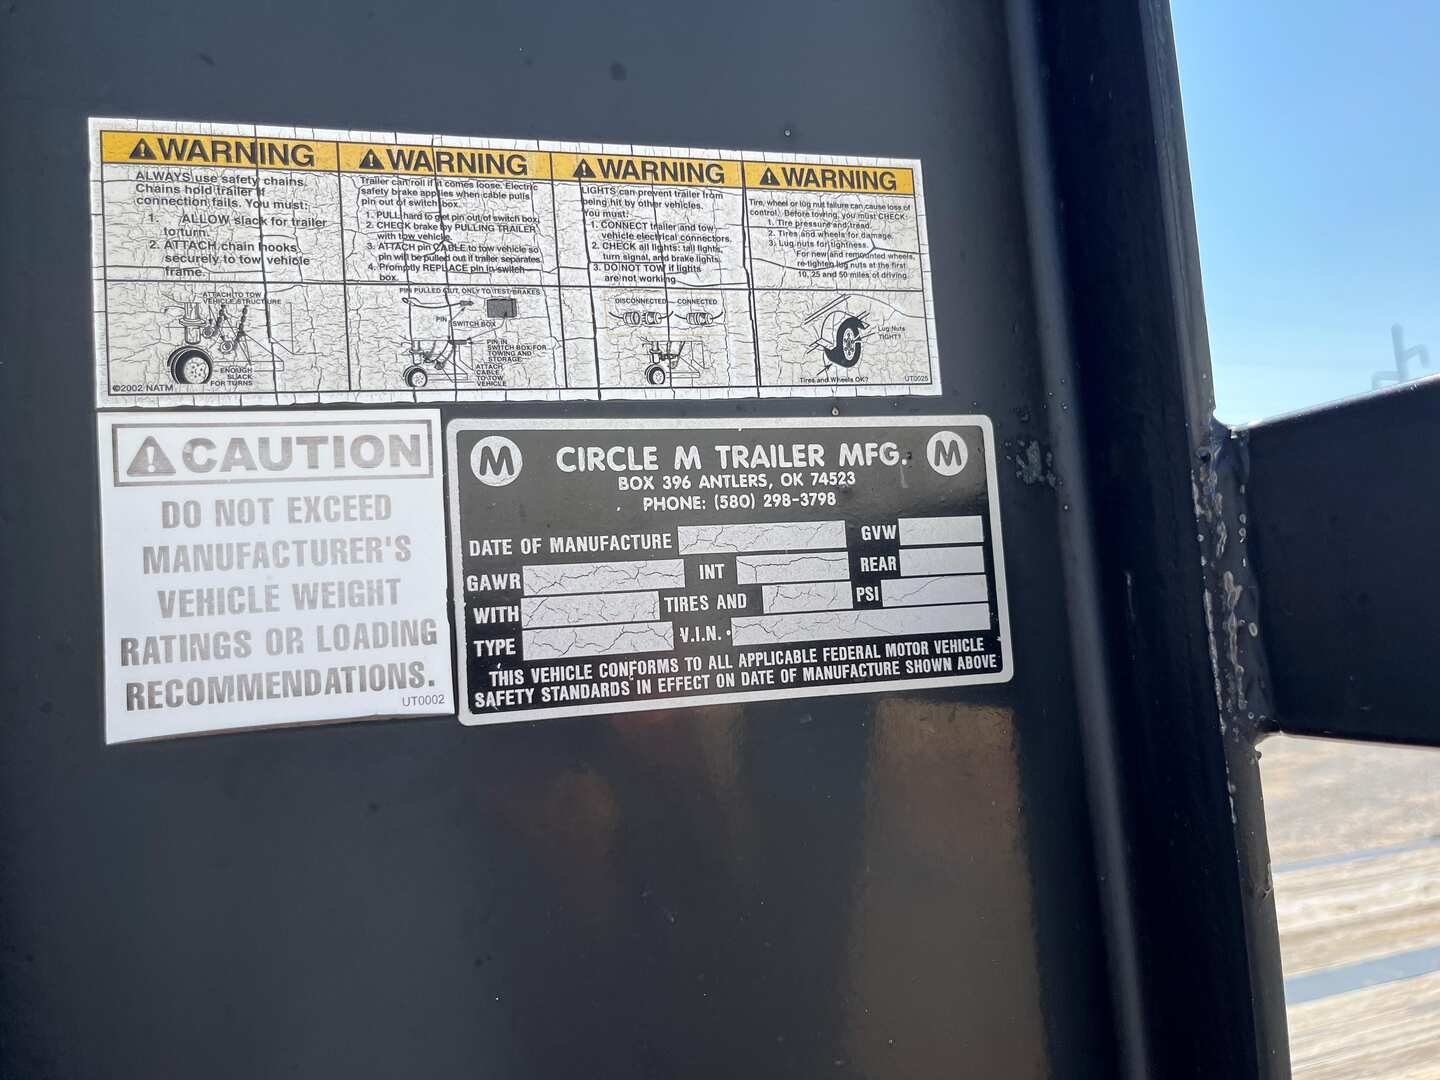 WARNING
ALWAYS use safety chains.
Chains hold trailer if
connection fails. You must:
1. ALLOW slack for trailer
to turn.
2. ATTACH chain hooks
securely to tow vehicle
frame.
ATTACH TO TOW
VEHICLE STRUCTURE
ENOUGH
SLACK
FOR TURNS
©2002 NATM
WARNING
Trailer can roll if it comes loose. Electric
safety brake applies when cable pulls
pin out of switch box.
1. PULL hard to get pin out of switch box.
2. CHECK brake by PULLING TRAILER
with tow vehicle.
3. ATTACH pin CABLE to tow vehicle so
pin will be pulled out if trailer separates.
4. Promptly REPLACE pin in switch
box.
PIN PULLED OUT, ONLY TO TEST BRAKES
PIN
SWITCH BOX
PIN IN
SWITCH BOX FOR
TOWING AND
STORAGE
ATTACH
CABLE
TO TOW
VEHICLE
WARNING
LIGHTS can prevent trailer from
being hit by other vehicles.
You must:
1. CONNECT trailer and tow
vehicle electrical connectors.
2. CHECK all lights: tail lights,
turn signal, and brake lights.
3. DO NOT TOW if lights
are not working.
DISCONNECTED CONNECTED
WARNING
Tire, wheel or lug nut failure can cause loss of
control. Before towing, you must CHECK:
1. Tire pressure and tread.
2. Tires and wheels for damage.
3. Lug nuts for tightness.
For new and remounted wheels,
re-tighten lug nuts at the first
10, 25 and 50 miles of driving.
Lug Nuts
TIGHT?
Tires and Wheels OK?
UT0025
CAUTION
DO NOT EXCEED
MANUFACTURER'S
VEHICLE WEIGHT
RATINGS OR LOADING
RECOMMENDATIONS.
UT0002
M CIRCLE M TRAILER MFG. M
BOX 396 ANTLERS, OK 74523
PHONE: (580) 298-3798
DATE OF MANUFACTURE GVW
GAWR INT REAR
WITH TIRES AND PSI
TYPE V.I.N.
THIS VEHICLE CONFORMS TO ALL APPLICABLE FEDERAL MOTOR VEHICLE
SAFETY STANDARDS IN EFFECT ON DATE OF MANUFACTURE SHOWN ABOVE